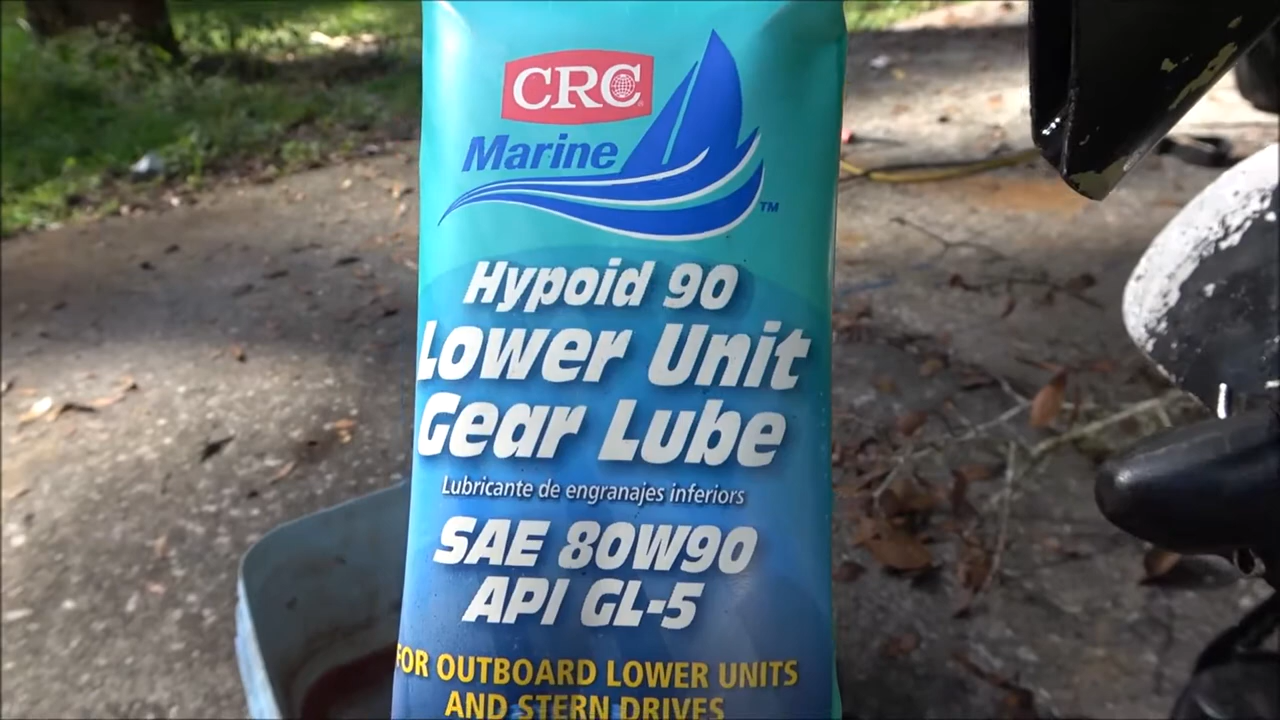 CRC
Marine
TM
Hypoid 90
Lower Unit
Gear Lube
Lubricante de engranajes inferiors
SAE 80W90
API GL-5
FOR OUTBOARD LOWER UNITS
AND STERN DRIVES